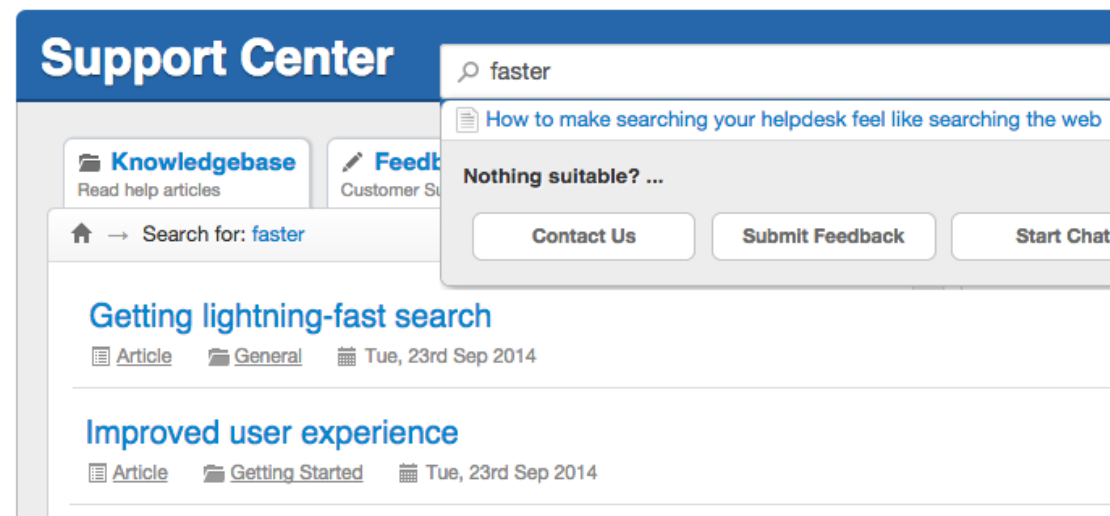 Support Center
faster
How to make searching your helpdesk feel like searching the web
Knowledgebase
Read help articles
Customer
Nothing suitable? ...
Contact Us
Submit Feedback
Start Chat
→ Search for: faster
Getting lightning-fast search
Article General Tue, 23rd Sep 2014
Improved user experience
Article Getting Started Tue, 23rd Sep 2014